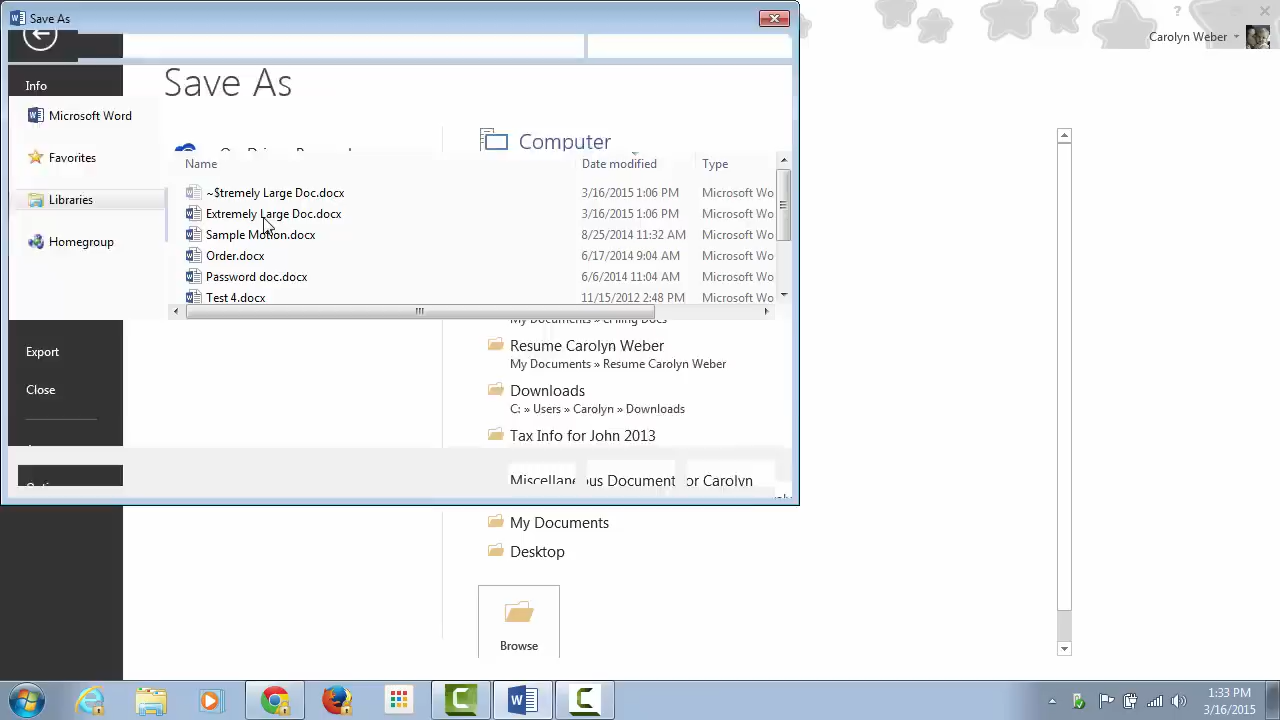 Save As
?
Carolyn Weber
Info
Save As
Microsoft Word
Computer
Favorites
Name Date modified Type
~$tremely Large Doc.docx 3/16/2015 1:06 PM Microsoft Wo
Extremely Large Doc.docx 3/16/2015 1:06 PM Microsoft Wo
Libraries
Sample Motion.docx 8/25/2014 11:32 AM Microsoft Wo
Homegroup
Order.docx 6/17/2014 9:04 AM Microsoft Wo
Password doc.docx 6/6/2014 11:04 AM Microsoft Wo
Test 4.docx 11/15/2012 2:48 PM Microsoft Wo
Export
Close
Resume Carolyn Weber
My Documents » Resume Carolyn Weber
Downloads
C: » Users » Carolyn » Downloads
Tax Info for John 2013
Miscellane ous Document or Carolyn
My Documents
Desktop
Browse
1:33 PM
3/16/2015